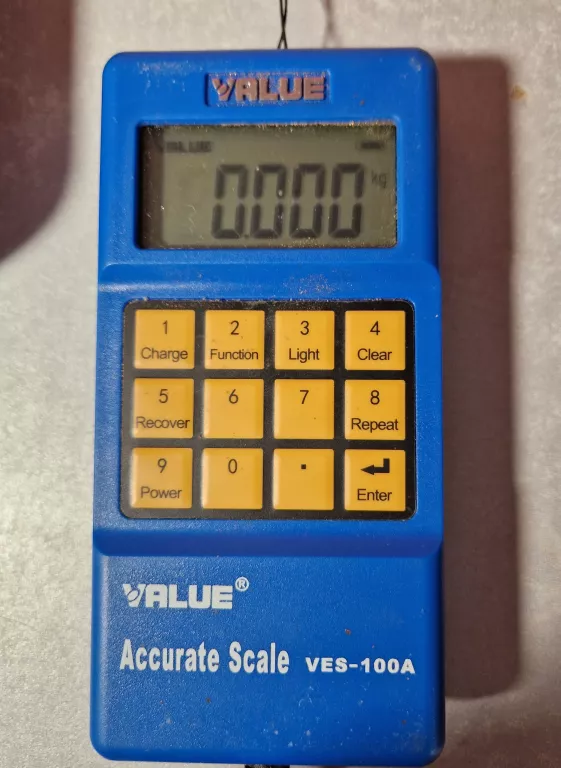 VALUE
VALUE
0.000 kg
1 2 3 4
Charge Function Light Clear
5 6 7 8
Recover Repeat
9 0 . ↵
Power Enter
VALUE®
Accurate Scale VES-100A